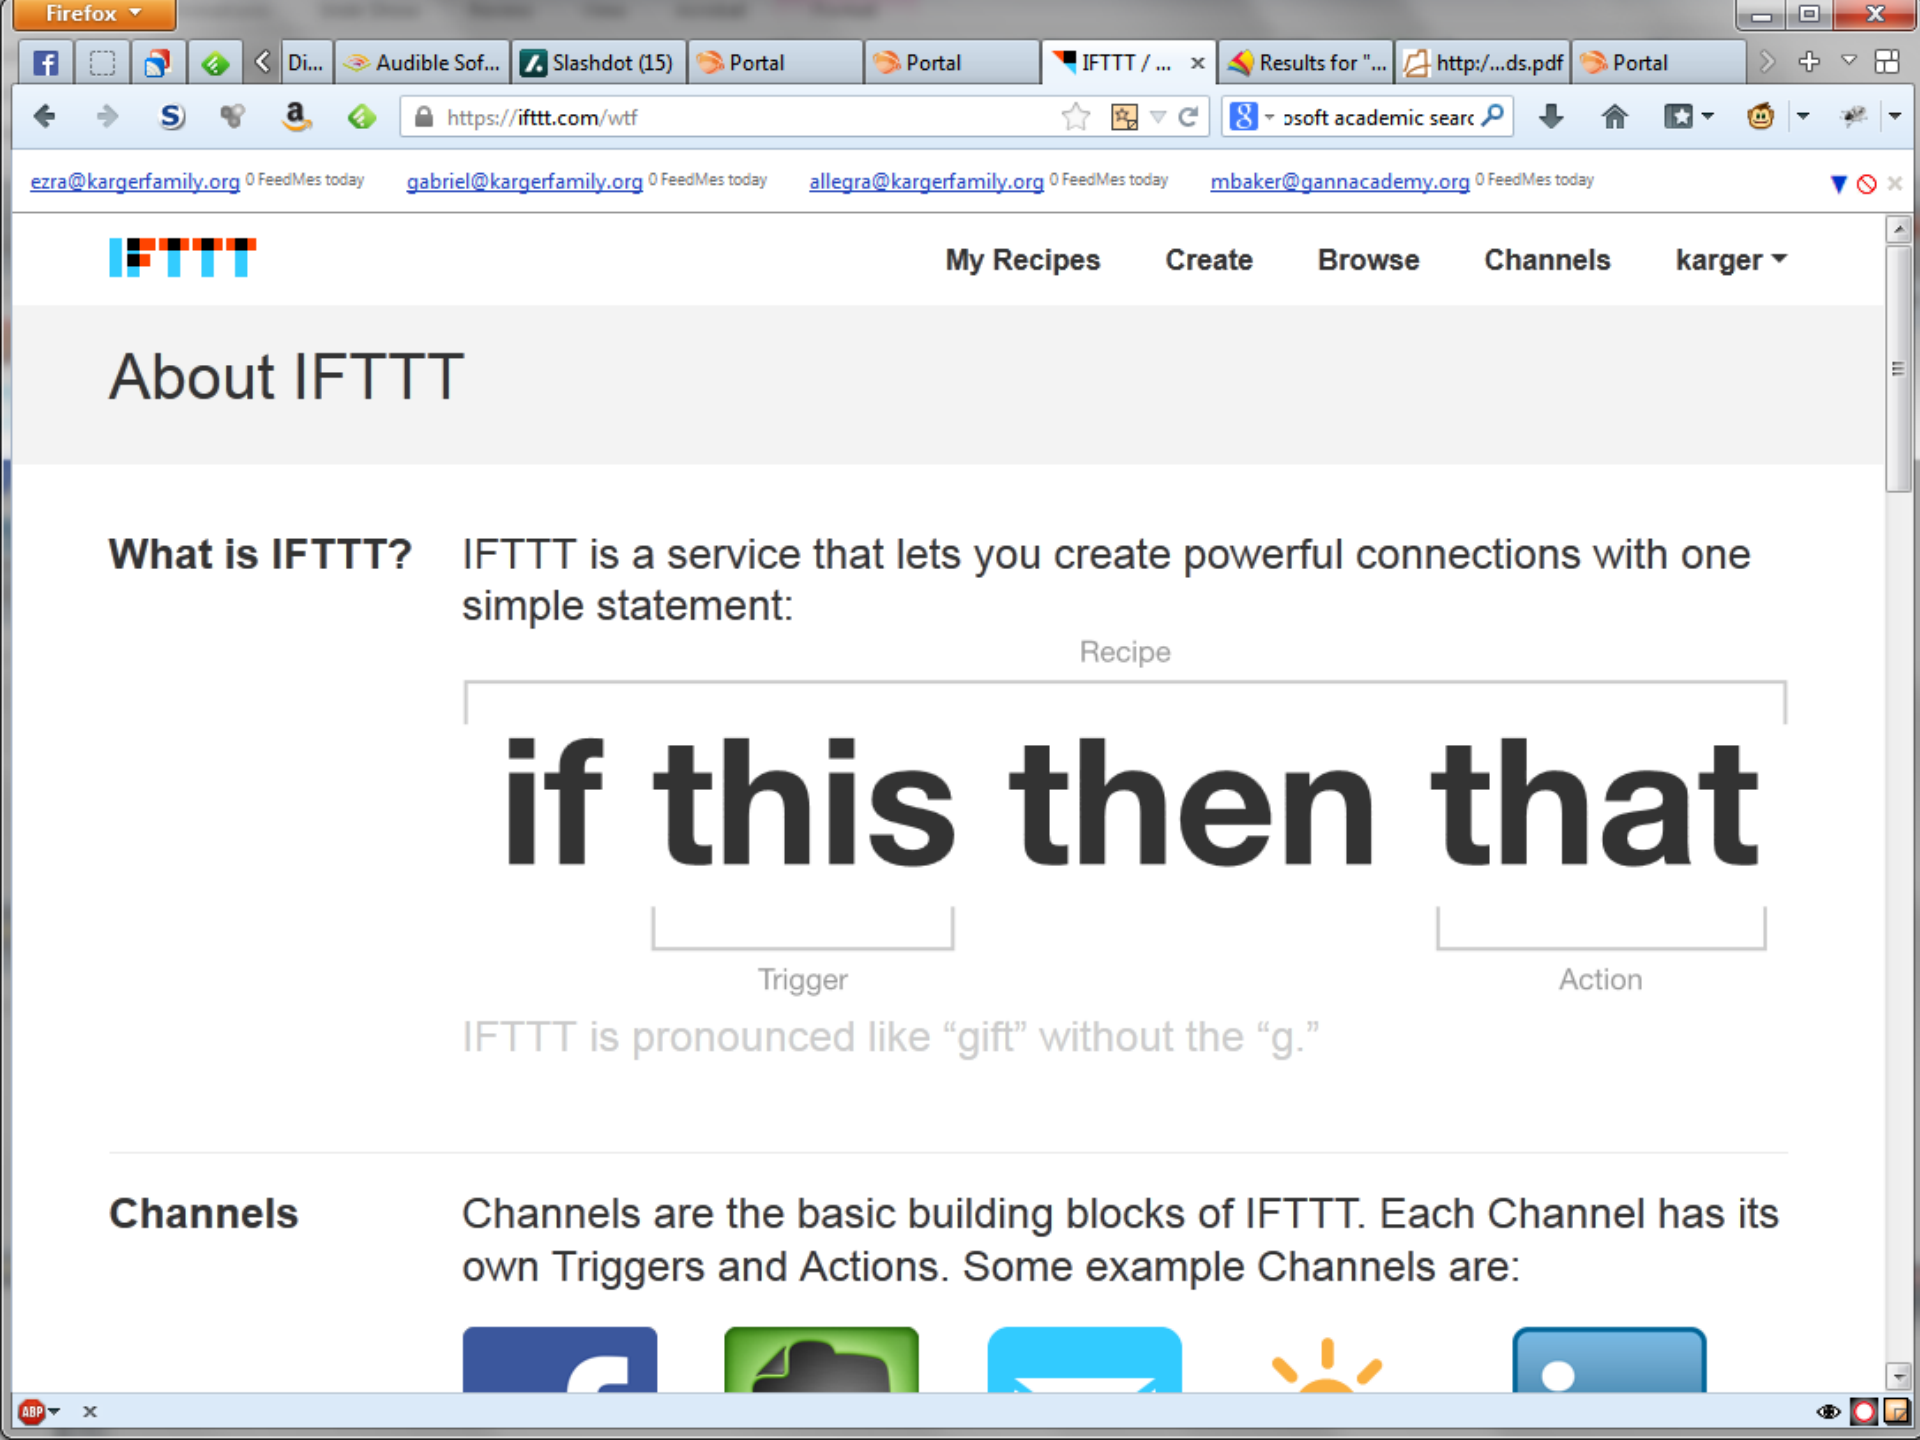 Firefox
Di...
Audible Sof...
Slashdot (15)
Portal
Portal
IFTTT / ...
Results for "...
http:/...ds.pdf
Portal
https://ifttt.com/wtf
osoft academic searc
ezra@kargerfamily.org 0 FeedMes today
gabriel@kargerfamily.org 0 FeedMes today
allegra@kargerfamily.org 0 FeedMes today
mbaker@gannacademy.org 0 FeedMes today
IFTTT
My Recipes
Create
Browse
Channels
karger
About IFTTT
What is IFTTT?
IFTTT is a service that lets you create powerful connections with one
simple statement:
Recipe
if this then that
Trigger
Action
IFTTT is pronounced like “gift” without the “g.”
Channels
Channels are the basic building blocks of IFTTT. Each Channel has its
own Triggers and Actions. Some example Channels are:
ABP